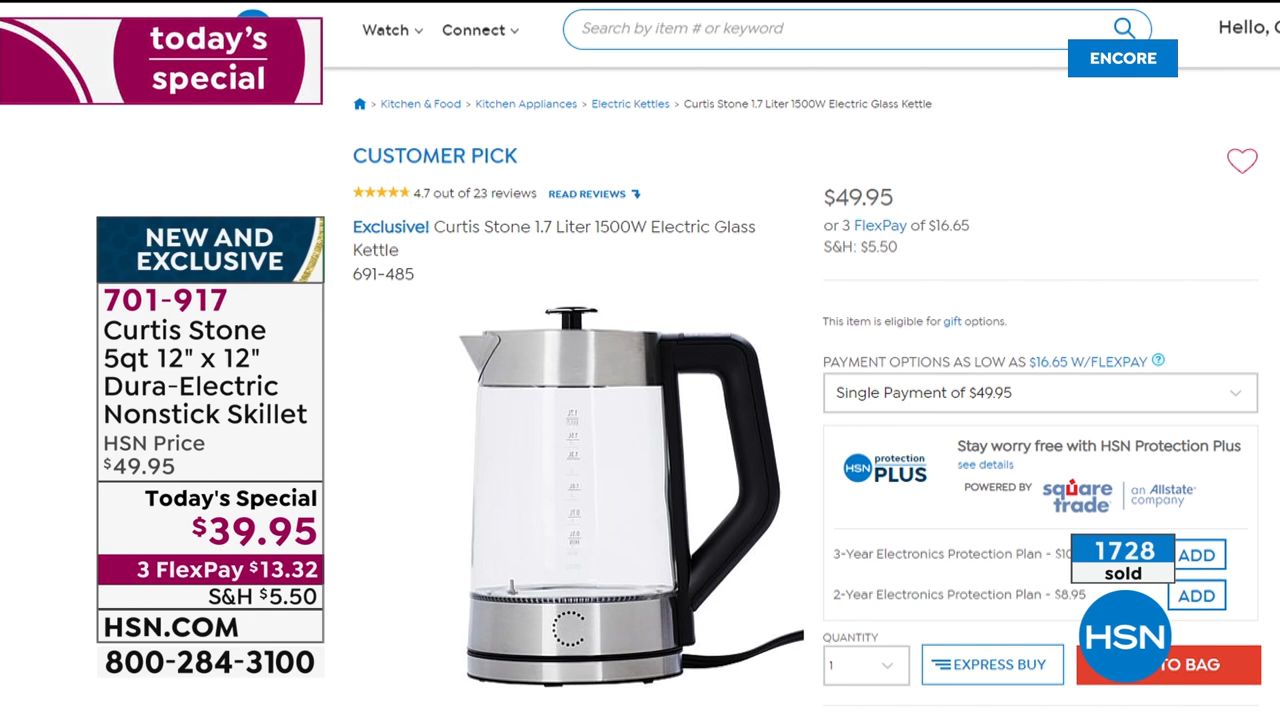 today's
special
Watch
Connect
Search by item # or keyword
Hello,
ENCORE
> Kitchen & Food > Kitchen Appliances > Electric Kettles > Curtis Stone 1.7 Liter 1500W Electric Glass Kettle
CUSTOMER PICK
4.7 out of 23 reviews READ REVIEWS
Exclusive! Curtis Stone 1.7 Liter 1500W Electric Glass
Kettle
691-485
$49.95
or 3 FlexPay of $16.65
S&H: $5.50
This item is eligible for gift options.
PAYMENT OPTIONS AS LOW AS $16.65 W/FLEXPAY ?
Single Payment of $49.95
HSN protection
PLUS
Stay worry free with HSN Protection Plus
see details
POWERED BY
square
trade
an Allstate
company
3-Year Electronics Protection Plan - $10
ADD
2-Year Electronics Protection Plan - $8.95
ADD
1728
sold
QUANTITY
1
EXPRESS BUY
TO BAG
HSN
NEW AND
EXCLUSIVE
701-917
Curtis Stone
5qt 12" x 12"
Dura-Electric
Nonstick Skillet
HSN Price
$49.95
Today's Special
$39.95
3 FlexPay $13.32
S&H $5.50
HSN.COM
800-284-3100